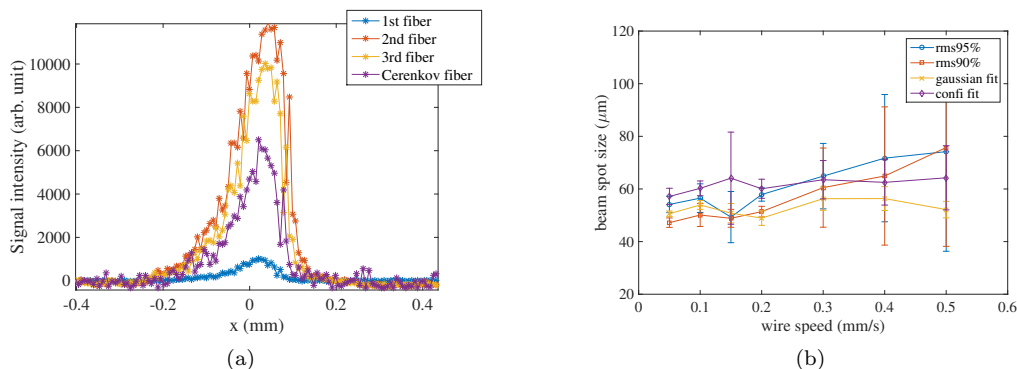 1st fiber
2nd fiber
3rd fiber
Cerenkov fiber
Signal intensity (arb. unit)
10000
8000
6000
4000
2000
0
-0.4 -0.2 0 0.2 0.4
x (mm)
(a)
rms95%
rms90%
gaussian fit
confi fit
beam spot size (μm)
120
100
80
60
40
20
0 0.1 0.2 0.3 0.4 0.5 0.6
wire speed (mm/s)
(b)